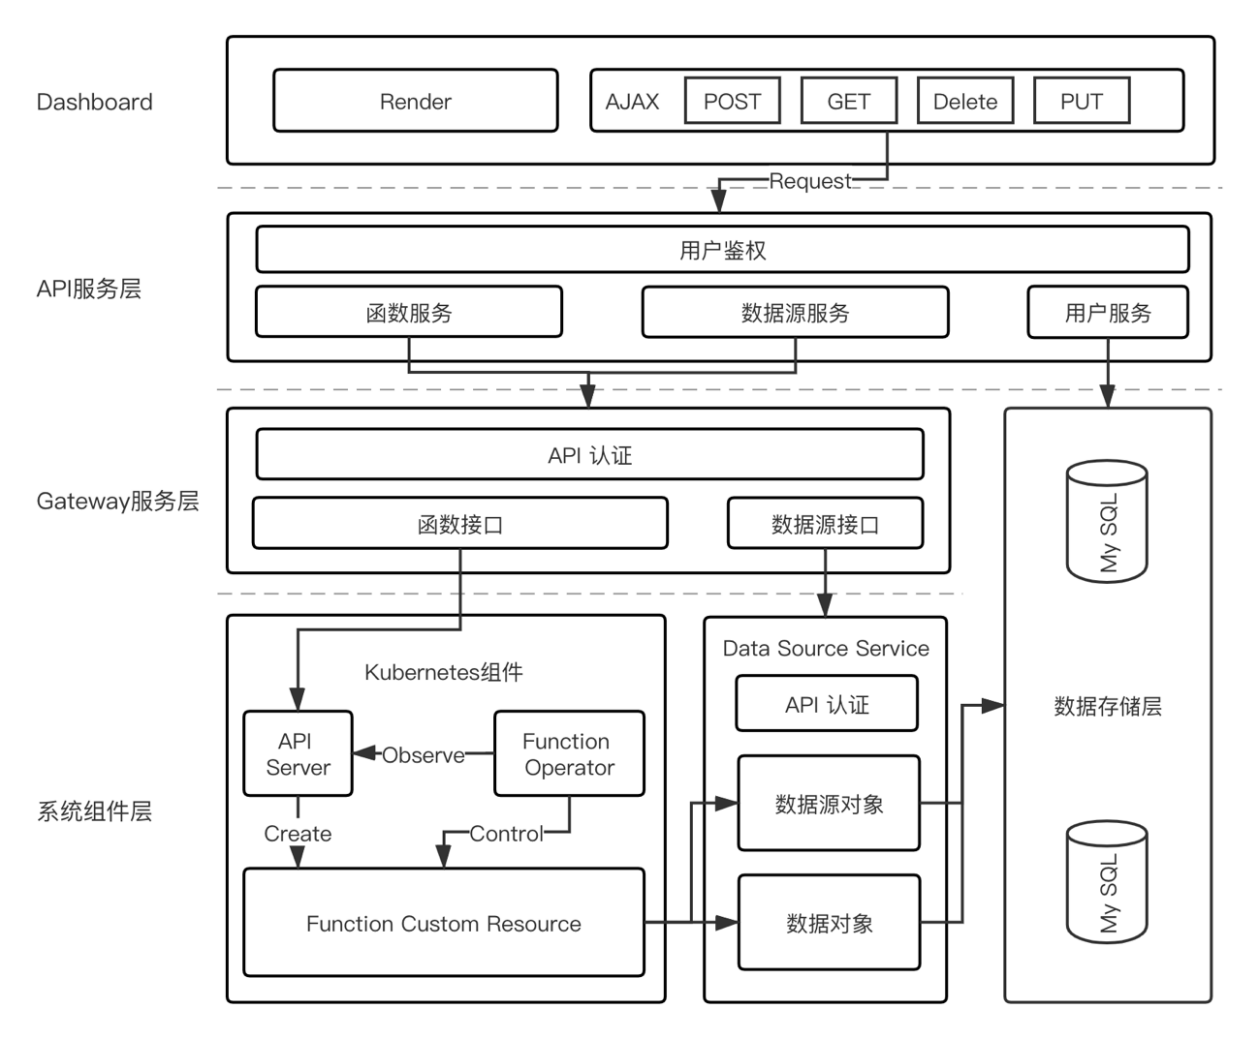 Dashboard
Render
AJAX
POST
GET
Delete
PUT
Request
API服务层
用户鉴权
函数服务
数据源服务
用户服务
Gateway服务层
API 认证
函数接口
数据源接口
My SQL
系统组件层
Kubernetes组件
API
Server
Observe
Function
Operator
Create
Control
Function Custom Resource
Data Source Service
API 认证
数据源对象
数据对象
数据存储层
My SQL